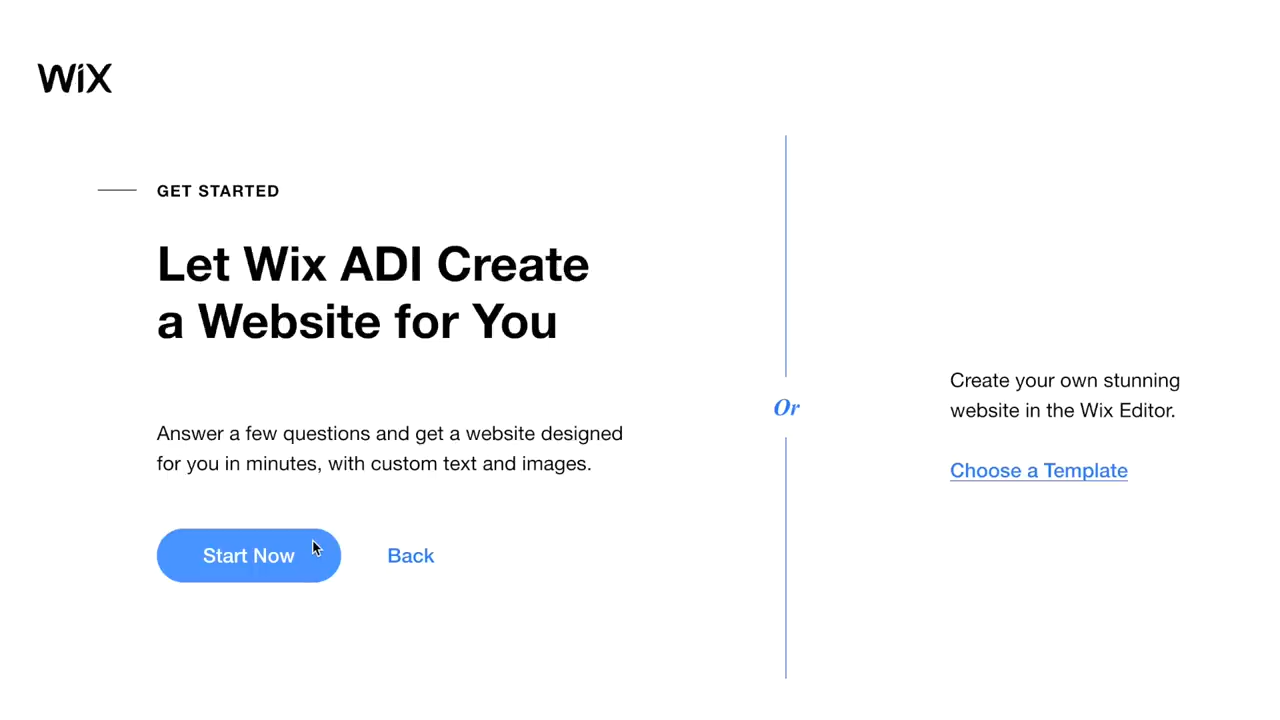 WiX
GET STARTED
Let Wix ADI Create
a Website for You
Answer a few questions and get a website designed
for you in minutes, with custom text and images.
Start Now
Back
Or
Create your own stunning
website in the Wix Editor.
Choose a Template